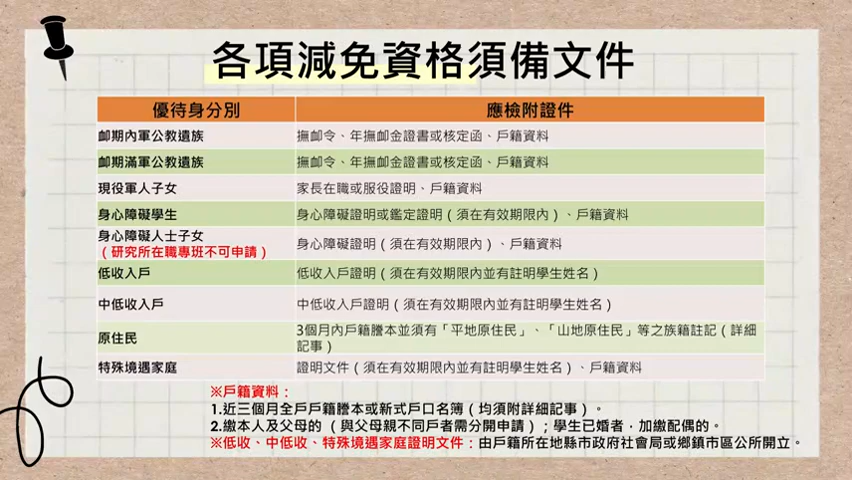 各項減免資格須備文件
優待身分別 應檢附證件
卹期內軍公教遺族 撫卹令、年撫卹金證書或核定函、戶籍資料
卹期滿軍公教遺族 撫卹令、年撫卹金證書或核定函、戶籍資料
現役軍人子女 家長在職或服役證明、戶籍資料
身心障礙學生 身心障礙證明或鑑定證明（須在有效期限內）、戶籍資料
身心障礙人士子女
（研究所在職專班不可申請） 身心障礙證明（須在有效期限內）、戶籍資料
低收入戶 低收入戶證明（須在有效期限內並有註明學生姓名）
中低收入戶 中低收入戶證明（須在有效期限內並有註明學生姓名）
原住民 3個月內戶籍謄本並須有「平地原住民」、「山地原住民」等之族籍註記（詳細
記事）
特殊境遇家庭 證明文件（須在有效期限內並有註明學生姓名）、戶籍資料
※戶籍資料：
1.近三個月全戶戶籍謄本或新式戶口名簿（均須附詳細記事）。
2.繳本人及父母的（與父母親不同戶者需分開申請）；學生已婚者，加繳配偶的。
※低收、中低收、特殊境遇家庭證明文件：由戶籍所在地縣市政府社會局或鄉鎮市區公所開立。